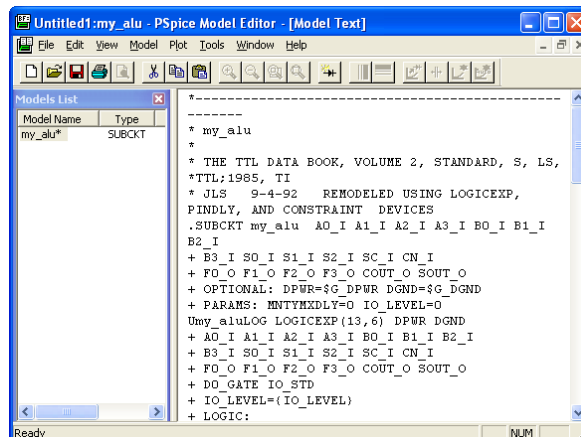 Untitled1:my_alu - PSpice Model Editor - [Model Text]
File Edit View Model Plot Tools Window Help
Models List
Model Name Type
my_alu* SUBCKT
*----------------------------------------------
-------
* my_alu
*
* THE TTL DATA BOOK, VOLUME 2, STANDARD, S, LS,
*TTL;1985, TI
* JLS 9-4-92 REMODELED USING LOGICEXP,
PINDLY, AND CONSTRAINT DEVICES
.SUBCKT my_alu A0_I A1_I A2_I A3_I B0_I B1_I
B2_I
+ B3_I S0_I S1_I S2_I SC_I CN_I
+ F0_O F1_O F2_O F3_O COUT_O SOUT_O
+ OPTIONAL: DPWR=$G_DPWR DGND=$G_DGND
+ PARAMS: MNTYMXDLY=0 IO_LEVEL=0
Umy_aluLOG LOGICEXP(13,6) DPWR DGND
+ A0_I A1_I A2_I A3_I B0_I B1_I B2_I
+ B3_I S0_I S1_I S2_I SC_I CN_I
+ F0_O F1_O F2_O F3_O COUT_O SOUT_O
+ D0_GATE IO_STD
+ IO_LEVEL={IO_LEVEL}
+ LOGIC:
Ready NUM